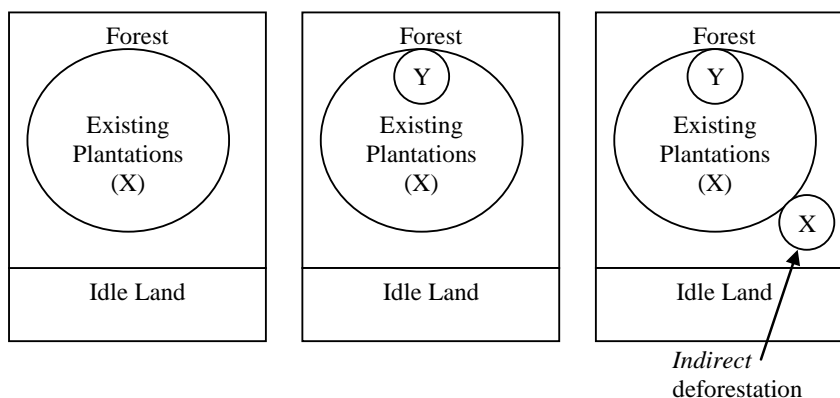 Forest
Existing
Plantations
(X)
Idle Land
Forest
Y
Existing
Plantations
(X)
Idle Land
Forest
Y
Existing
Plantations
(X)
X
Idle Land
Indirect
deforestation